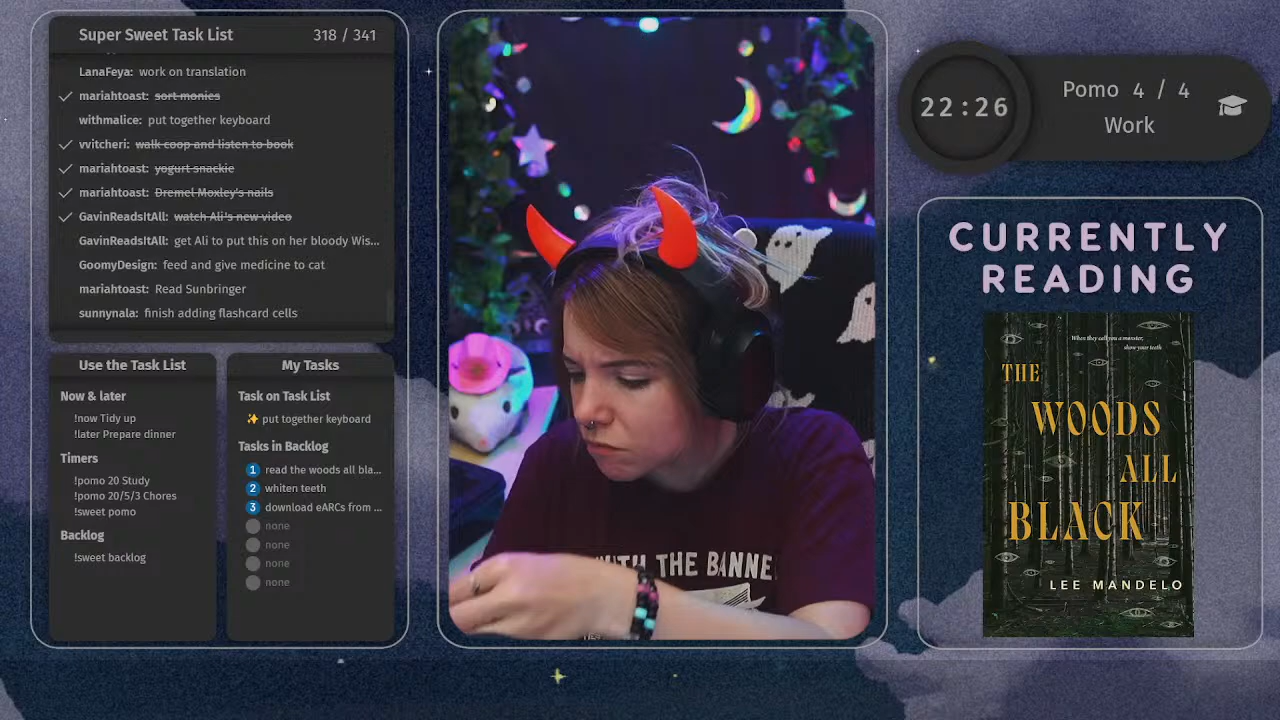 Super Sweet Task List 318 / 341
LanaFeya: work on translation
mariahtoast: sort monies
withmalice: put together keyboard
vvitcheri: walk coop and listen to book
mariahtoast: yogurt snackie
mariahtoast: Dremel Moxley's nails
GavinReadsItAll: watch Ali's new video
GavinReadsItAll: get Ali to put this on her bloody Wis...
GoomyDesign: feed and give medicine to cat
mariahtoast: Read Sunbringer
sunnynala: finish adding flashcard cells
Use the Task List
Now & later
!now Tidy up
!later Prepare dinner
Timers
!pomo 20 Study
!pomo 20/5/3 Chores
!sweet pomo
Backlog
!sweet backlog
My Tasks
Task on Task List
put together keyboard
Tasks in Backlog
1 read the woods all bla...
2 whiten teeth
3 download eARCs from ...
none
none
none
none
WITH THE BANNE
22:26
Pomo 4 / 4
Work
CURRENTLY
READING
When they call you a monster,
show your teeth
THE
WOODS
ALL
BLACK
LEE MANDELO